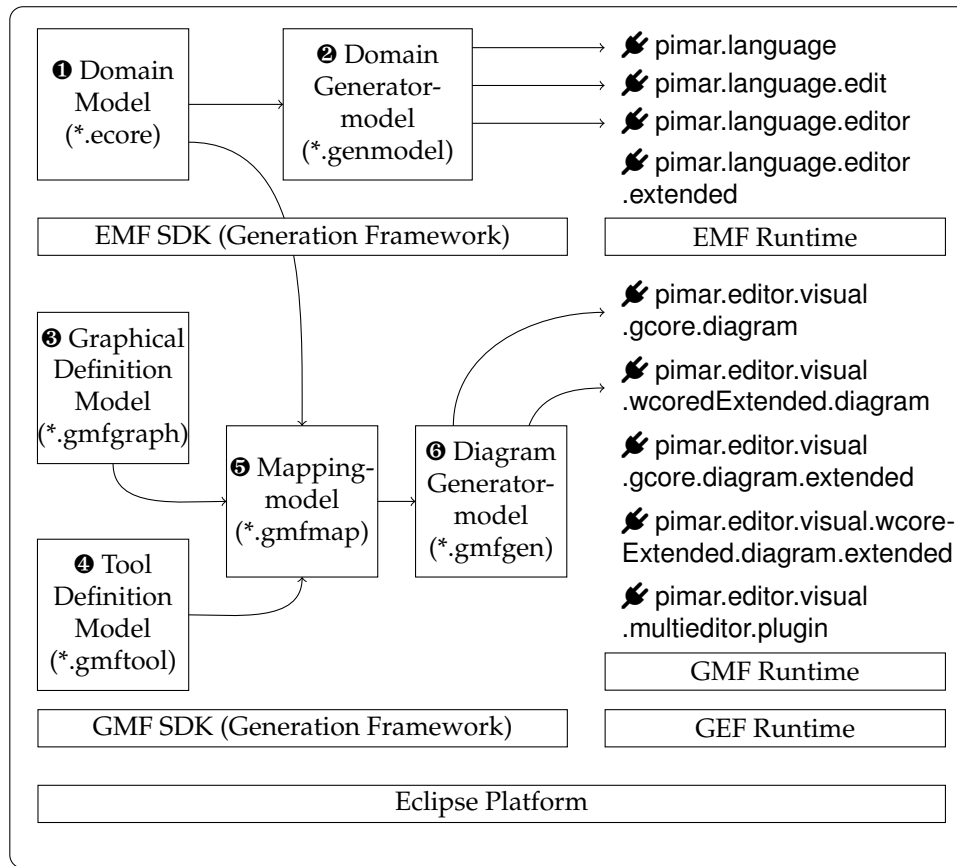 ❶ Domain
Model
(*.ecore)
❷ Domain
Generator-
model
(*.genmodel)
pimar.language
pimar.language.edit
pimar.language.editor
pimar.language.editor
.extended
EMF SDK (Generation Framework)
EMF Runtime
❸ Graphical
Definition
Model
(*.gmfgraph)
❹ Tool
Definition
Model
(*.gmftool)
❺ Mapping-
model
(*.gmfmap)
❻ Diagram
Generator-
model
(*.gmfgen)
pimar.editor.visual
.gcore.diagram
pimar.editor.visual
.wcoredExtended.diagram
pimar.editor.visual
.gcore.diagram.extended
pimar.editor.visual.wcore-
Extended.diagram.extended
pimar.editor.visual
.multieditor.plugin
GMF Runtime
GMF SDK (Generation Framework)
GEF Runtime
Eclipse Platform